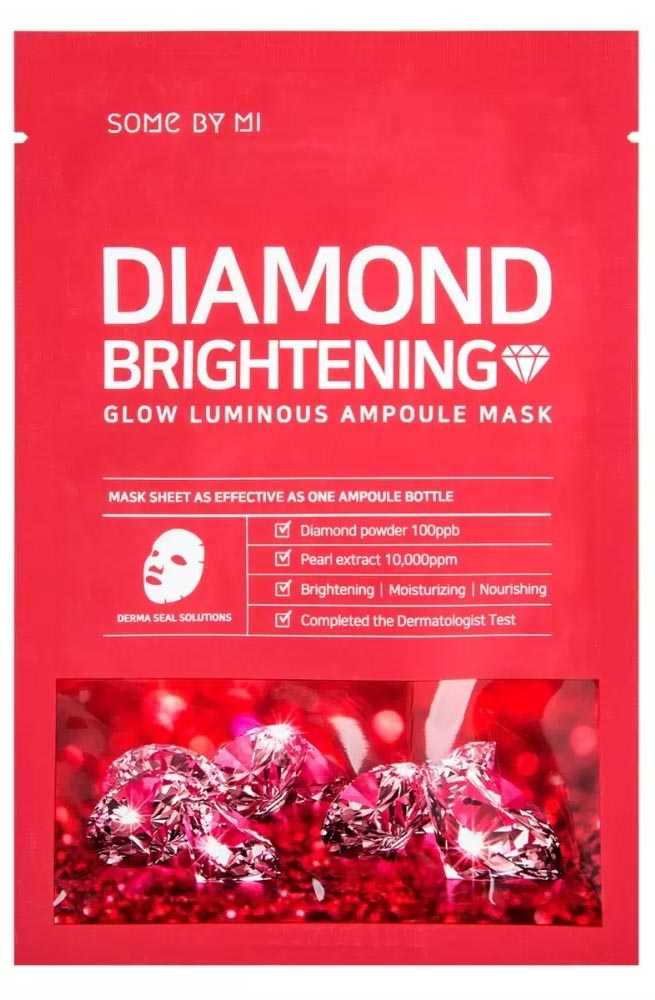 SOME BY MI
DIAMOND
BRIGHTENING
GLOW LUMINOUS AMPOULE MASK
MASK SHEET AS EFFECTIVE AS ONE AMPOULE BOTTLE
DERMA SEAL SOLUTIONS
Diamond powder 100ppb
Pearl extract 10,000ppm
Brightening | Moisturizing | Nourishing
Completed the Dermatologist Test